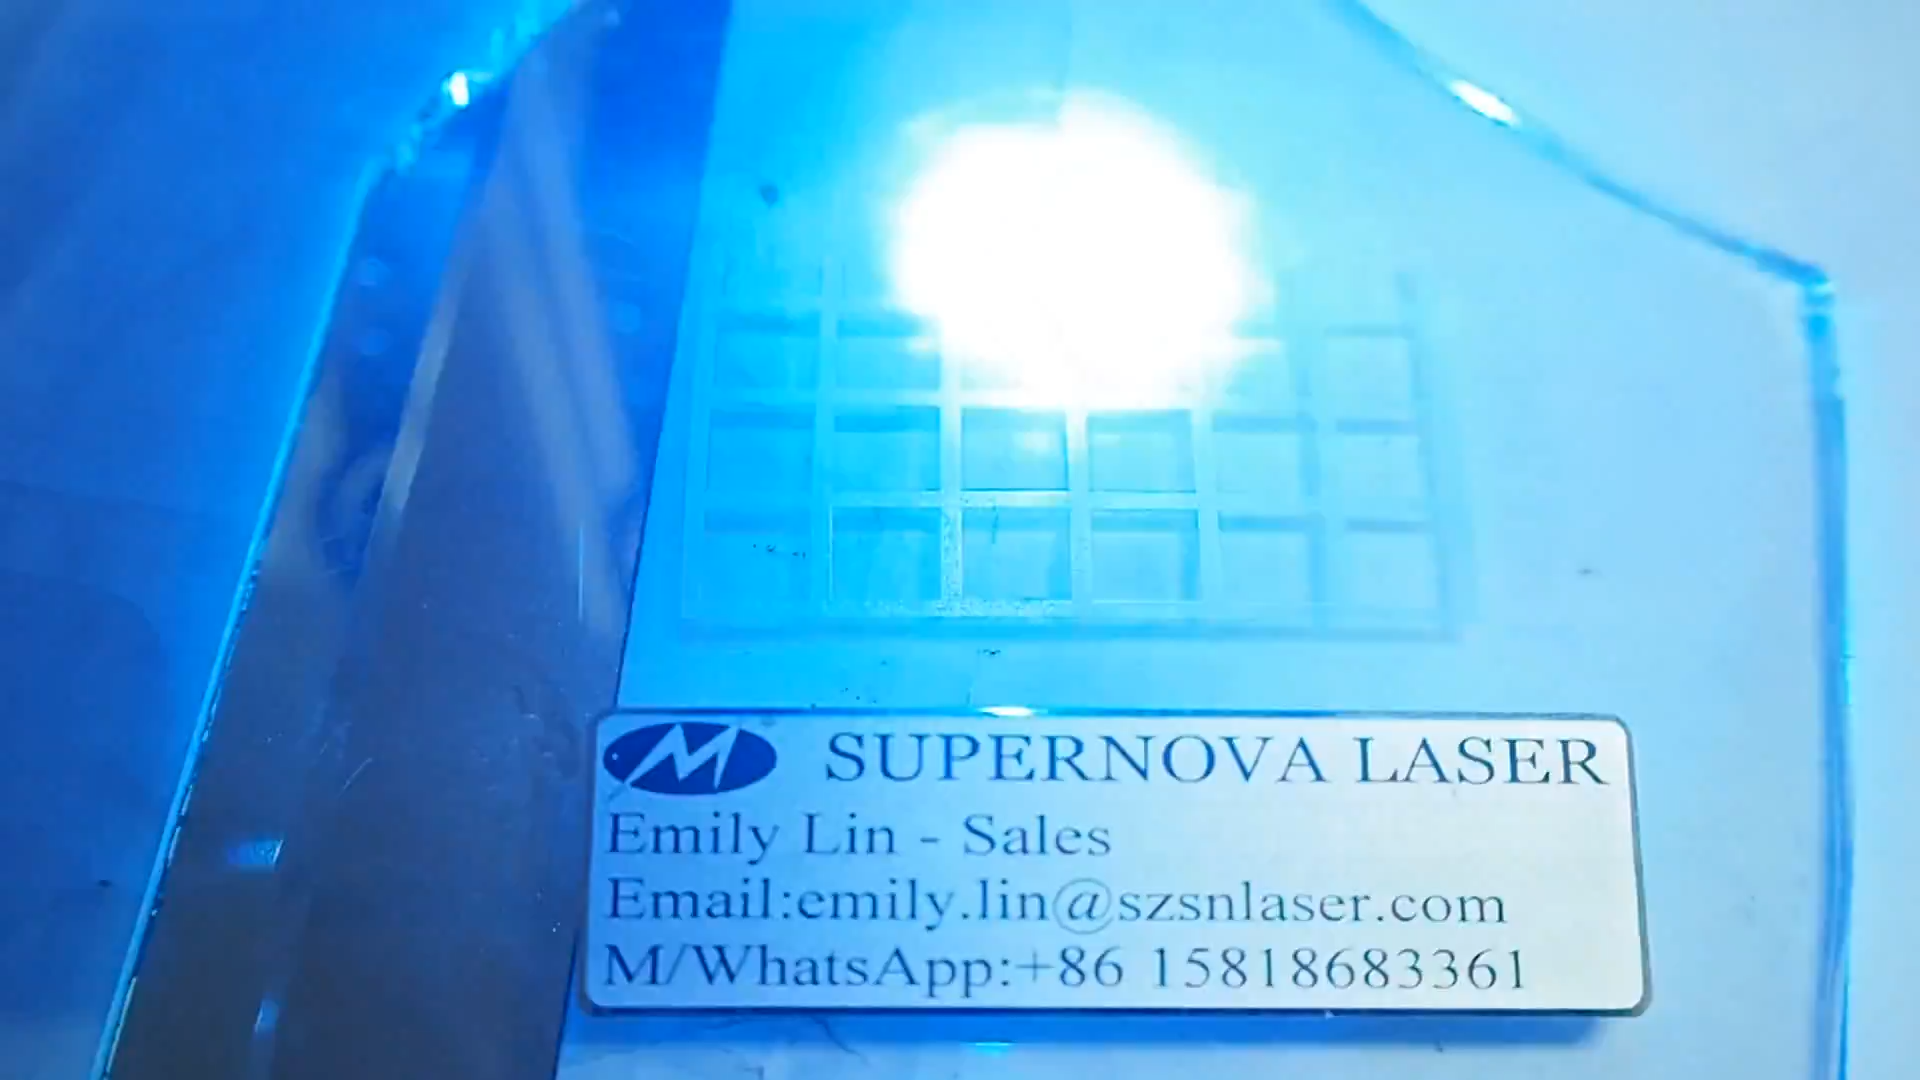 SUPERNOVA LASER
Emily Lin - Sales
Email:emily.lin@szsnlaser.com
M/WhatsApp:+86 15818683361